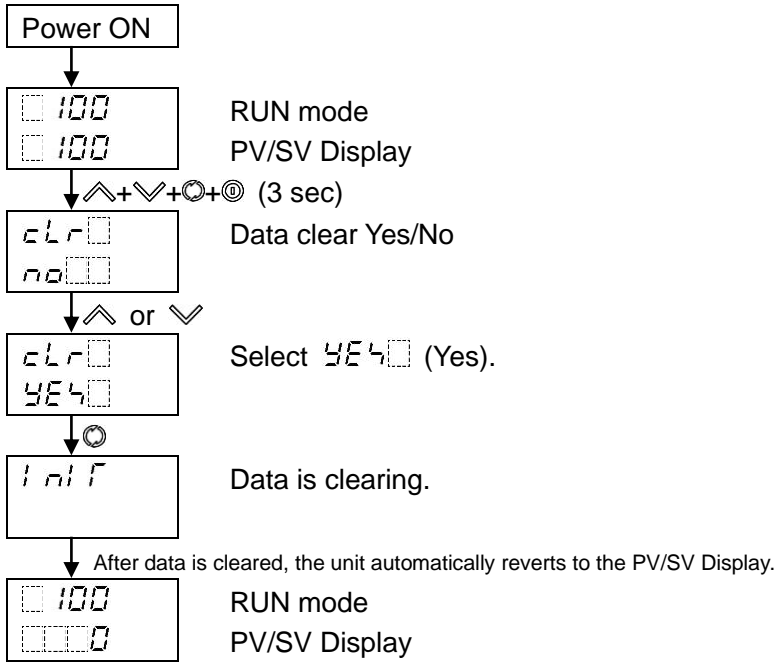 Power ON
100 RUN mode
100 PV/SV Display
+ + + (3 sec)
cLr Data clear Yes/No
no
or
cLr Select YES (Yes).
YES
InIT Data is clearing.
After data is cleared, the unit automatically reverts to the PV/SV Display.
100 RUN mode
0 PV/SV Display